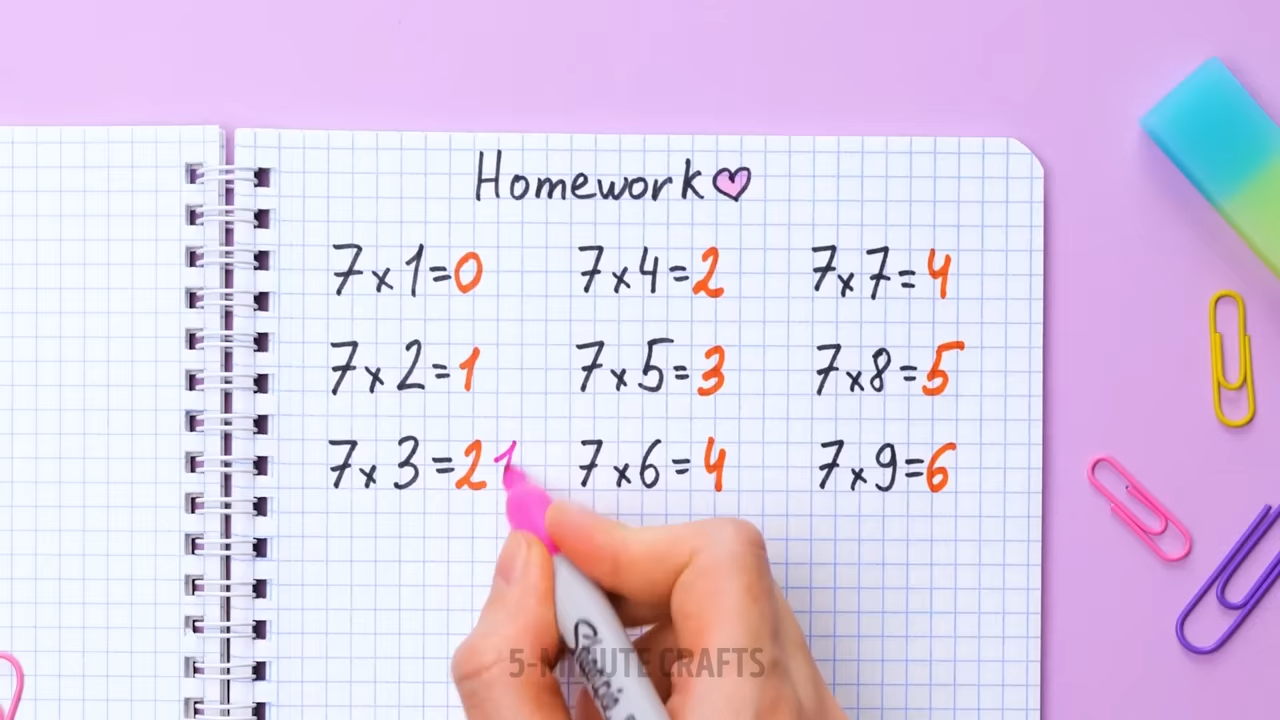 Homework
7x1=0 7x4=2 7x7=4
7x2=1 7x5=3 7x8=5
7x3=21 7x6=4 7x9=6
5-MINUTE CRAFTS